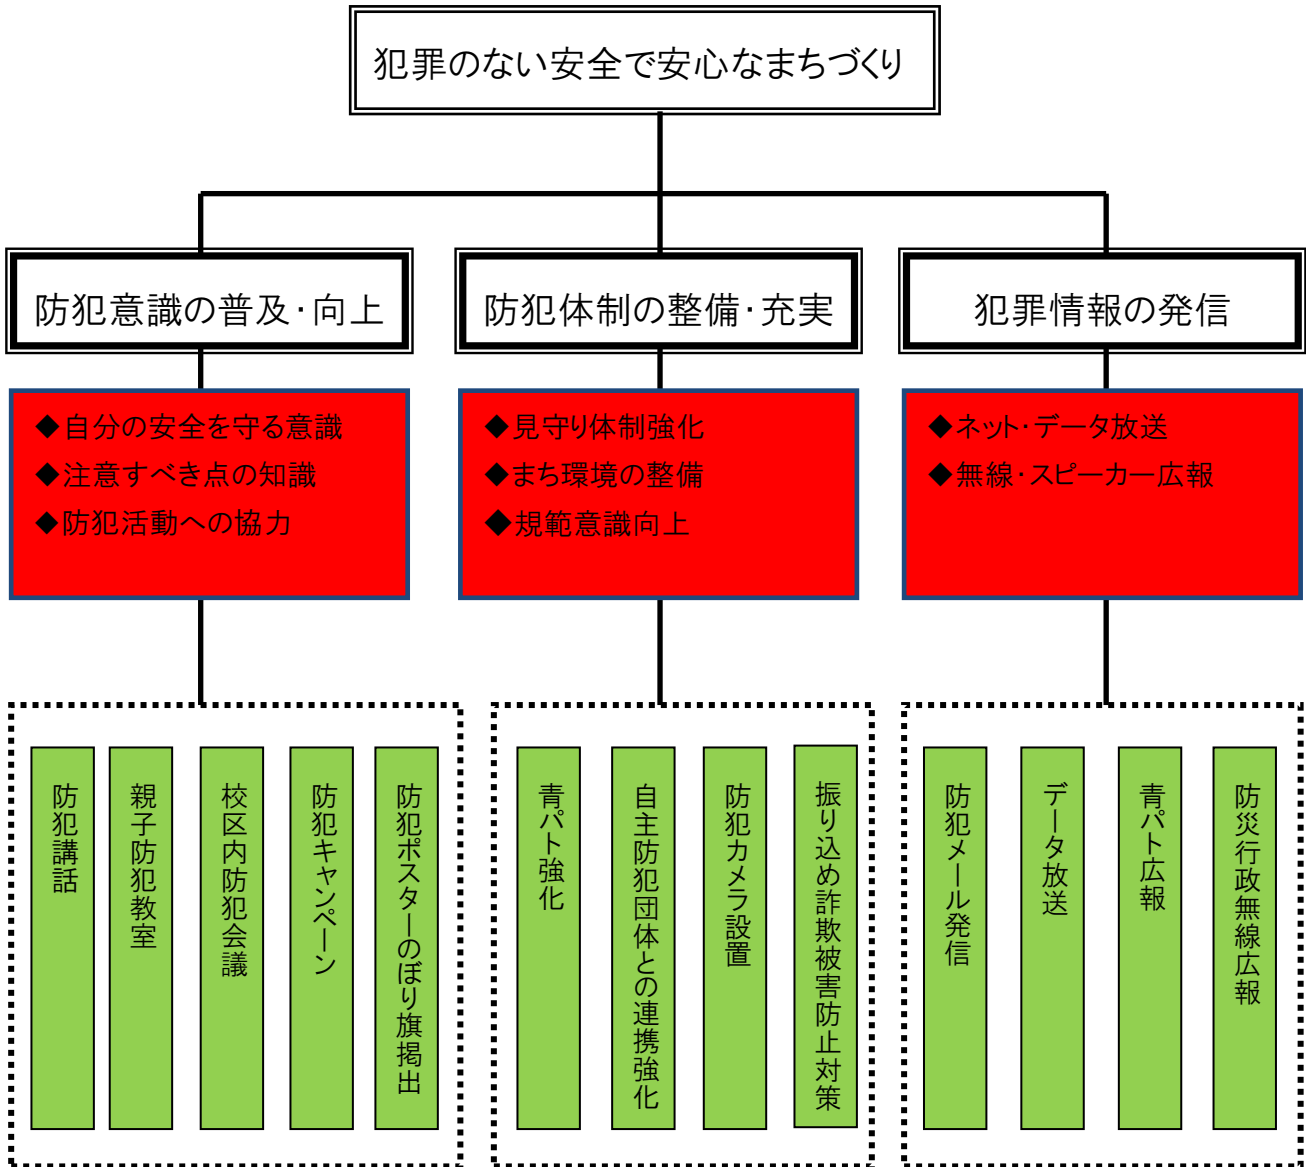 犯罪のない安全で安心なまちづくり
防犯意識の普及・向上
防犯体制の整備・充実
犯罪情報の発信
◆自分の安全を守る意識
◆注意すべき点の知識
◆防犯活動への協力
◆見守り体制強化
◆まち環境の整備
◆規範意識向上
◆ネット・データ放送
◆無線・スピーカー広報
防犯講話
親子防犯教室
校区内防犯会議
防犯キャンペーン
防犯ポスターのぼり旗掲出
青パト強化
自主防犯団体との連携強化
防犯カメラ設置
振り込め詐欺被害防止対策
防犯メール発信
データ放送
青パト広報
防災行政無線広報